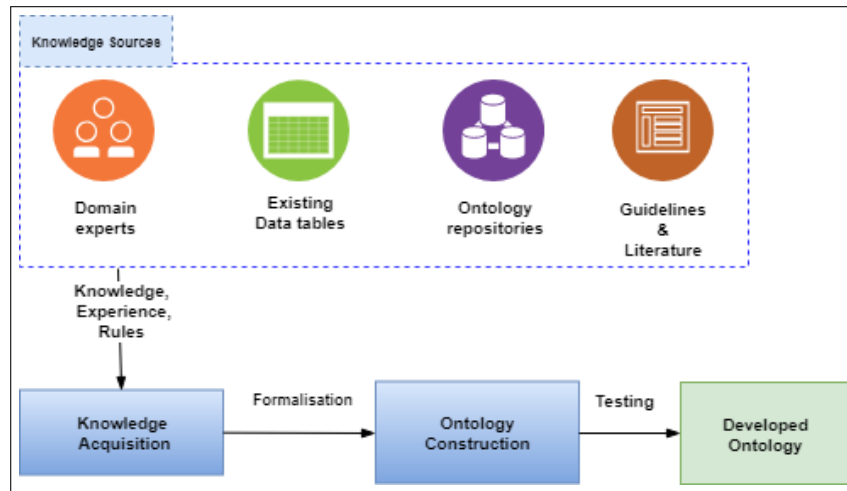 Knowledge Sources
Domain
experts
Existing
Data tables
Ontology
repositories
Guidelines
&
Literature
Knowledge,
Experience,
Rules
Knowledge
Acquisition
Formalisation
Ontology
Construction
Testing
Developed
Ontology